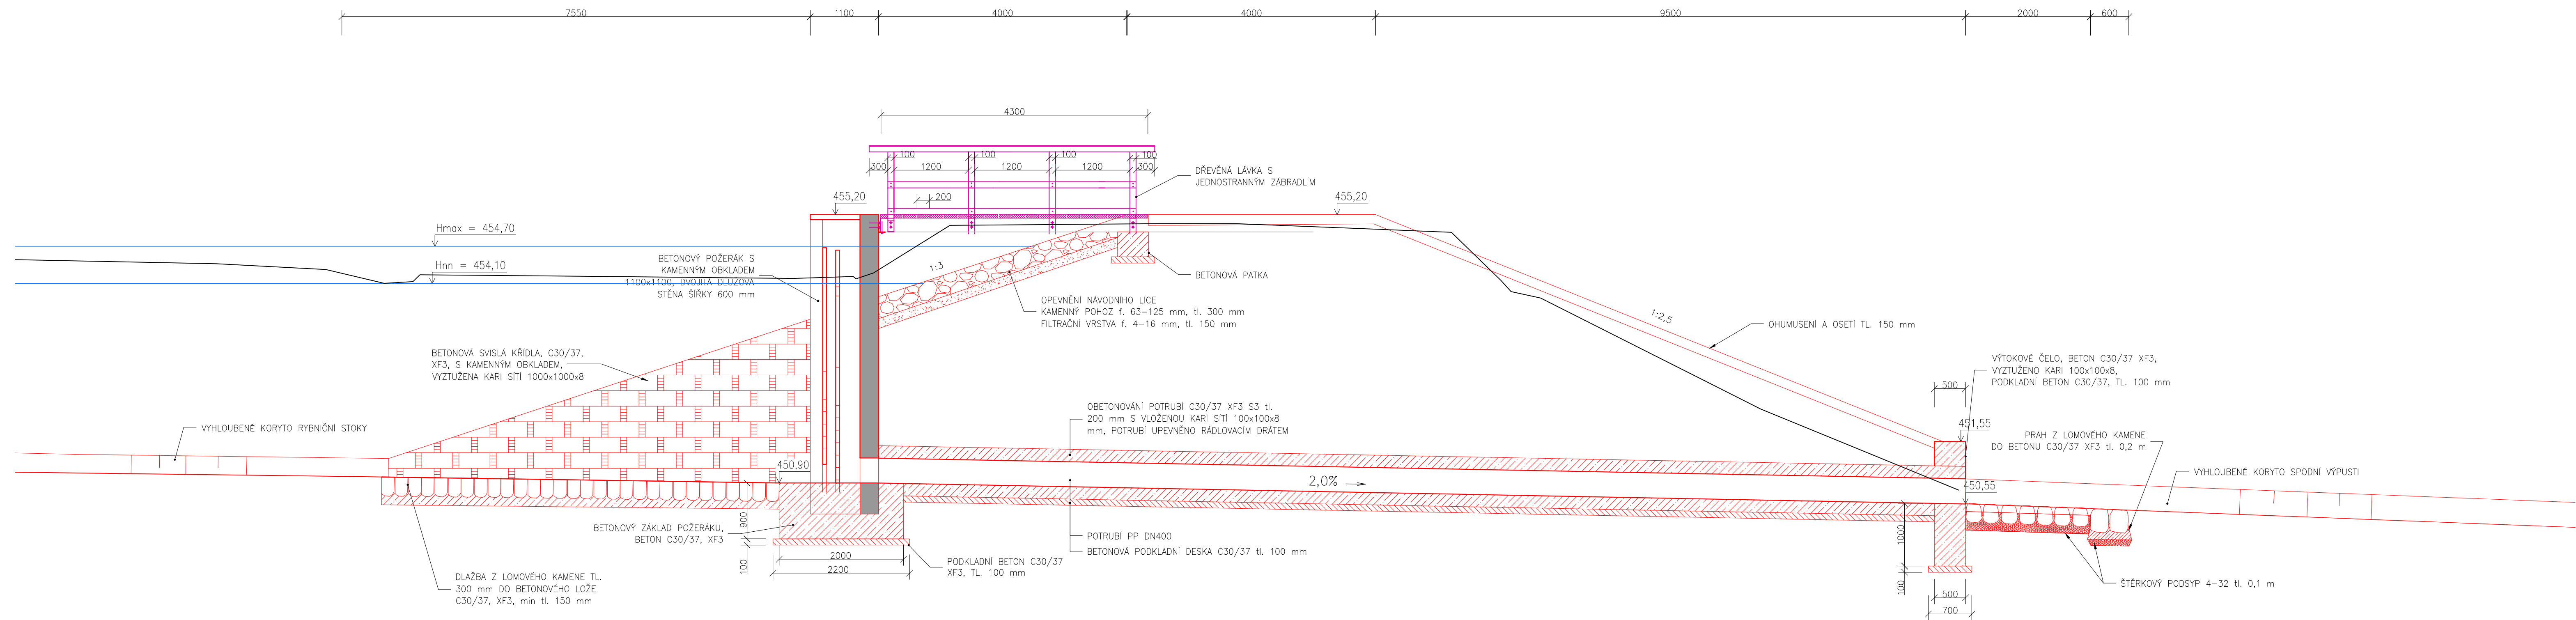 7550
1100
4000
4000
9500
2000
600
4300
100
100
100
100
300
1200
1200
1200
300
200
DŘEVĚNÁ LÁVKA S
JEDNOSTRANNÝM ZÁBRADLÍM
455,20
455,20
Hmax = 454,70
Hnn = 454,10
BETONOVÝ POŽERÁK S
KAMENNÝM OBKLADEM
1100x1100, DVOJITÁ DLUŽOVÁ
STĚNA ŠÍŘKY 600 mm
1:3
BETONOVÁ PATKA
OPEVNĚNÍ NÁVODNÍHO LÍCE
KAMENNÝ POHOZ f. 63-125 mm, tl. 300 mm
FILTRAČNÍ VRSTVA f. 4-16 mm, tl. 150 mm
1:2,5
OHUMUSENÍ A OSETÍ TL. 150 mm
BETONOVÁ SVISLÁ KŘÍDLA, C30/37,
XF3, S KAMENNÝM OBKLADEM,
VYZTUŽENA KARI SÍTÍ 1000x1000x8
VÝTOKOVÉ ČELO, BETON C30/37 XF3,
VYZTUŽENO KARI 100x100x8,
PODKLADNÍ BETON C30/37, TL. 100 mm
500
451,55
VYHLOUBENÉ KORYTO RYBNIČNÍ STOKY
OBETONOVÁNÍ POTRUBÍ C30/37 XF3 S3 tl.
200 mm S VLOŽENOU KARI SÍTÍ 100x100x8
mm, POTRUBÍ UPEVNĚNO RÁDLOVACÍM DRÁTEM
PRAH Z LOMOVÉHO KAMENE
DO BETONU C30/37 XF3 tl. 0,2 m
450,90
2,0%
450,55
VYHLOUBENÉ KORYTO SPODNÍ VÝPUSTI
900
100
BETONOVÝ ZÁKLAD POŽERÁKU,
BETON C30/37, XF3
2000
2200
POTRUBÍ PP DN400
BETONOVÁ PODKLADNÍ DESKA C30/37 tl. 100 mm
PODKLADNÍ BETON C30/37
XF3, TL. 100 mm
1000
100
DLAŽBA Z LOMOVÉHO KAMENE TL.
300 mm DO BETONOVÉHO LOŽE
C30/37, XF3, min tl. 150 mm
ŠTĚRKOVÝ PODSYP 4-32 tl. 0,1 m
500
700